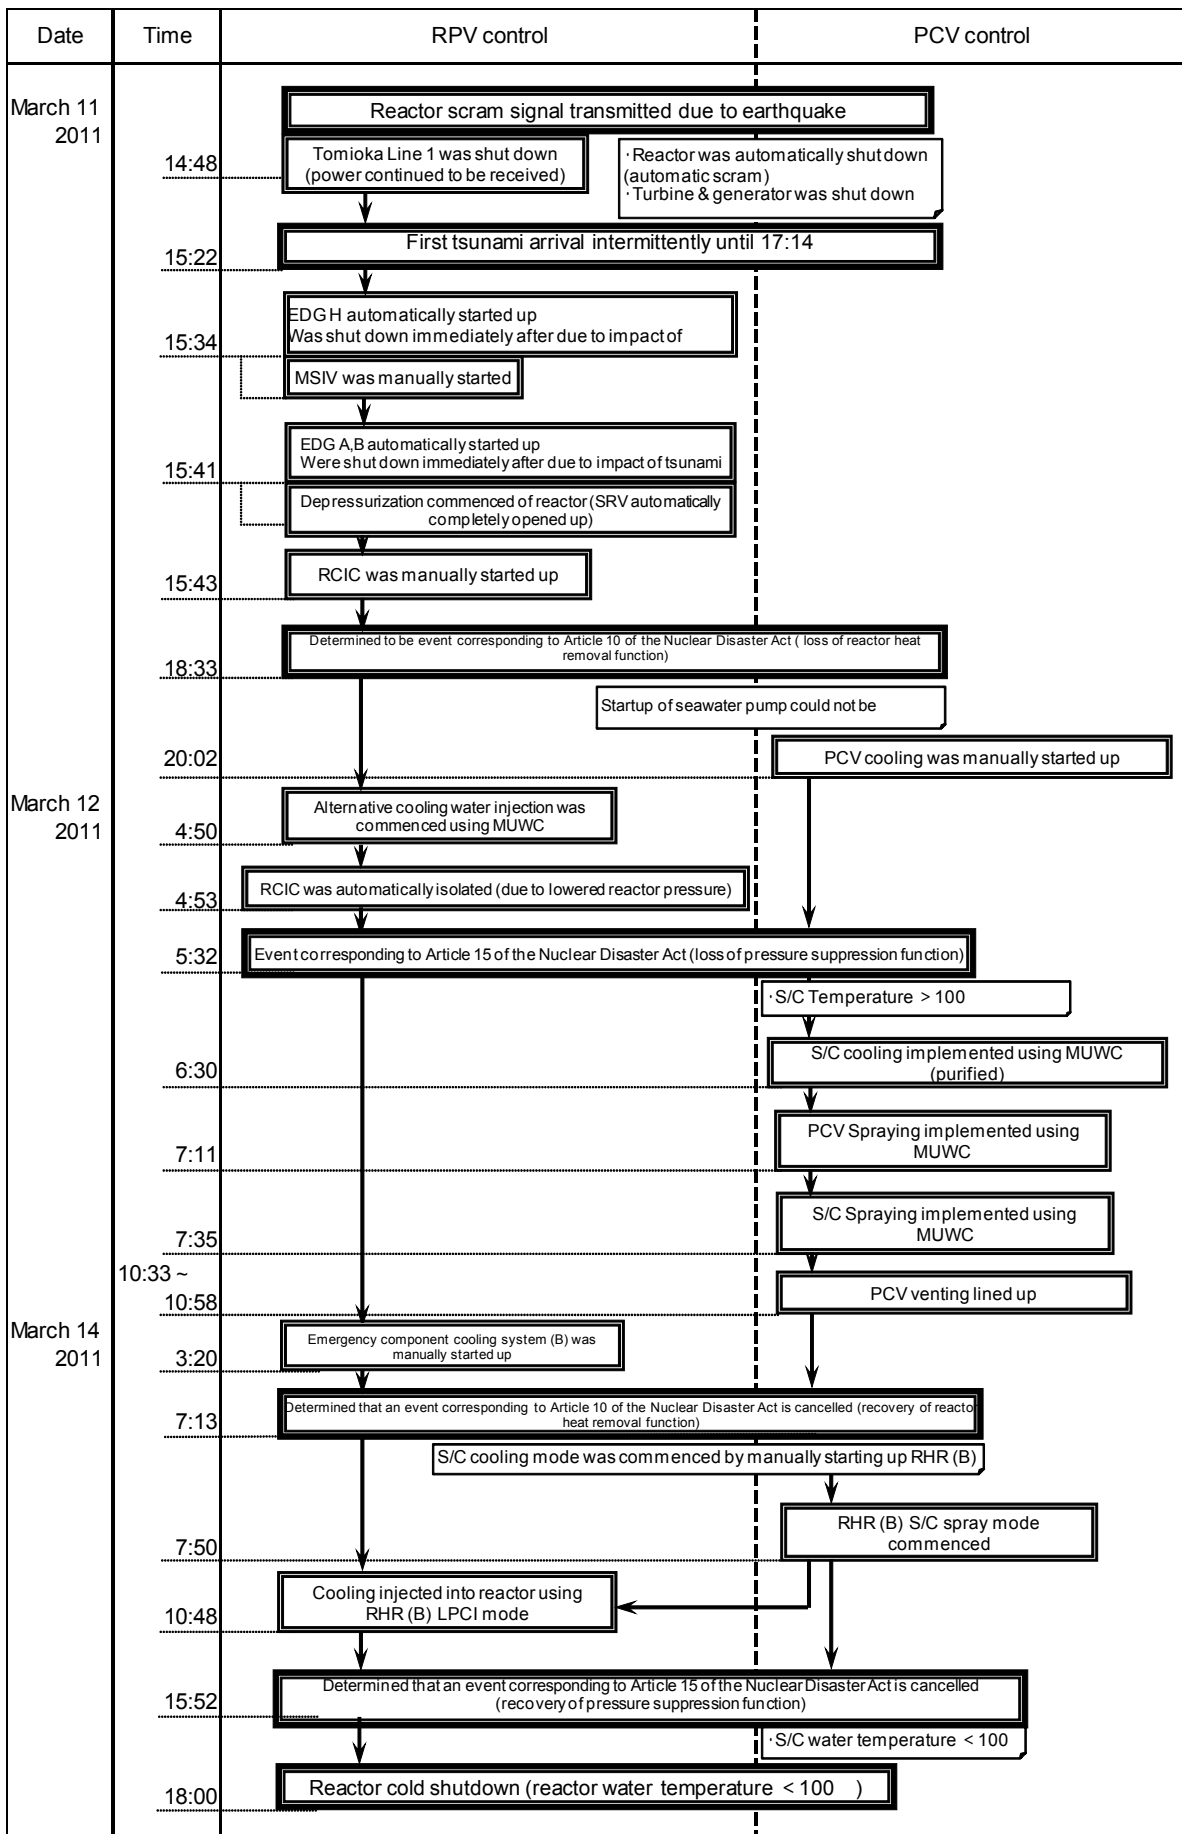 Date
Time
RPV control
PCV control
March 11
2011
Reactor scram signal transmitted due to earthquake
14:48
Tomioka Line 1 was shut down
(power continued to be received)
·Reactor was automatically shut down
(automatic scram)
·Turbine & generator was shut down
15:22
First tsunami arrival intermittently until 17:14
15:34
EDG H automatically started up
Was shut down immediately after due to impact of
MSIV was manually started
15:41
EDG A,B automatically started up
Were shut down immediately after due to impact of tsunami
Depressurization commenced of reactor (SRV automatically
completely opened up)
15:43
RCIC was manually started up
18:33
Determined to be event corresponding to Article 10 of the Nuclear Disaster Act ( loss of reactor heat
removal function)
Startup of seawater pump could not be
20:02
PCV cooling was manually started up
March 12
2011
4:50
Alternative cooling water injection was
commenced using MUWC
4:53
RCIC was automatically isolated (due to lowered reactor pressure)
5:32
Event corresponding to Article 15 of the Nuclear Disaster Act (loss of pressure suppression function)
·S/C Temperature > 100
6:30
S/C cooling implemented using MUWC
(purified)
7:11
PCV Spraying implemented using
MUWC
7:35
S/C Spraying implemented using
MUWC
10:33 ~
10:58
PCV venting lined up
March 14
2011
3:20
Emergency component cooling system (B) was
manually started up
7:13
Determined that an event corresponding to Article 10 of the Nuclear Disaster Act is cancelled (recovery of reactor
heat removal function)
S/C cooling mode was commenced by manually starting up RHR (B)
7:50
RHR (B) S/C spray mode
commenced
10:48
Cooling injected into reactor using
RHR (B) LPCI mode
15:52
Determined that an event corresponding to Article 15 of the Nuclear Disaster Act is cancelled
(recovery of pressure suppression function)
·S/C water temperature < 100
18:00
Reactor cold shutdown (reactor water temperature < 100 )